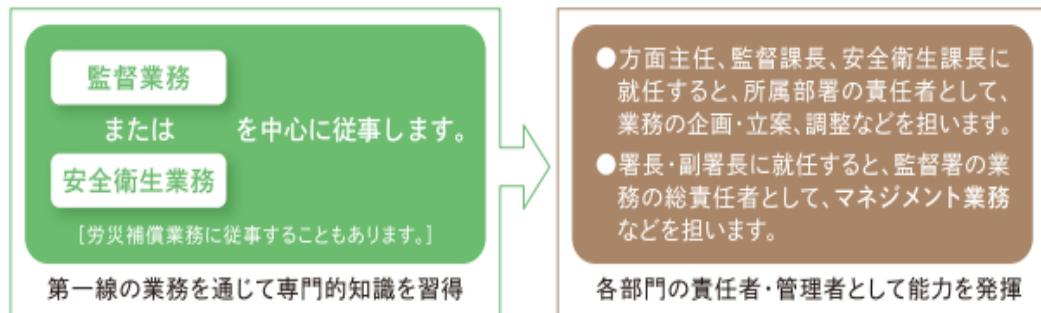 監督業務
または を中心に従事します。
安全衛生業務
[労災補償業務に従事することもあります。]
第一線の業務を通じて専門的知識を習得
●方面主任、監督課長、安全衛生課長に
就任すると、所属部署の責任者として、
業務の企画・立案、調整などを担います。
●署長・副署長に就任すると、監督署の業
務の総責任者として、マネジメント業務
などを担います。
各部門の責任者・管理者として能力を発揮